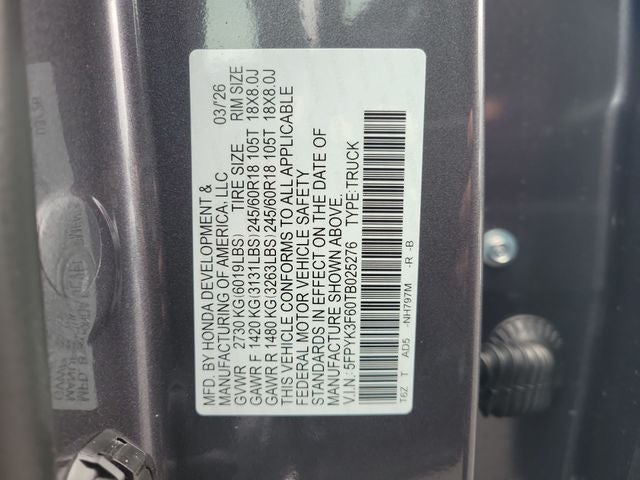 MFD. BY HONDA DEVELOPMENT &
MANUFACTURING OF AMERICA, LLC 03/'26
GVWR 2730 KG(6019LBS) TIRE SIZE RIM SIZE
GAWR F 1420 KG(3131LBS) 245/60R18 105T 18X8.0J
GAWR R 1480 KG(3263LBS) 245/60R18 105T 18X8.0J
THIS VEHICLE CONFORMS TO ALL APPLICABLE
FEDERAL MOTOR VEHICLE SAFETY
STANDARDS IN EFFECT ON THE DATE OF
MANUFACTURE SHOWN ABOVE.
V.I.N.: 5FPYK3F60TB025276 TYPE:TRUCK
T6Z T AD5 -NH797M -R -B